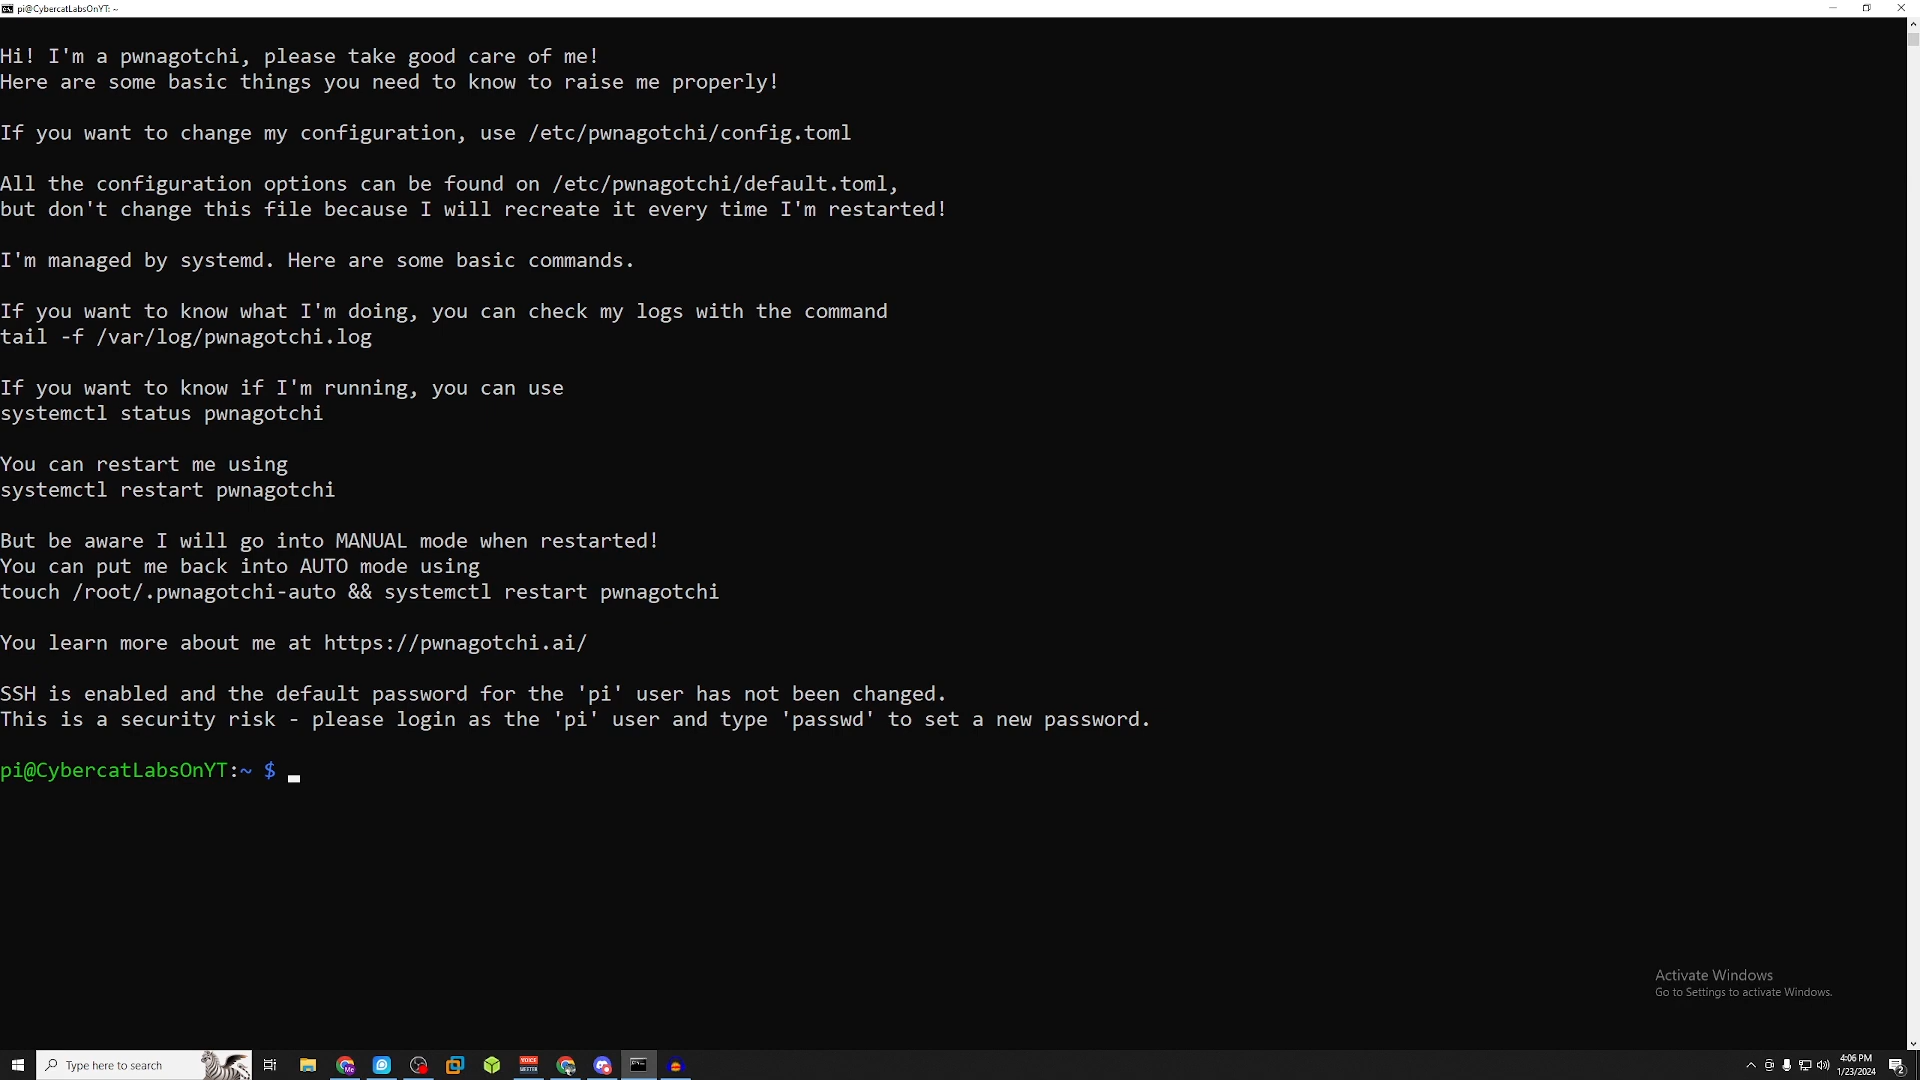 pi@CybercatLabsOnYT: ~
Hi! I'm a pwnagotchi, please take good care of me!
Here are some basic things you need to know to raise me properly!
If you want to change my configuration, use /etc/pwnagotchi/config.toml
All the configuration options can be found on /etc/pwnagotchi/default.toml,
but don't change this file because I will recreate it every time I'm restarted!
I'm managed by systemd. Here are some basic commands.
If you want to know what I'm doing, you can check my logs with the command
tail -f /var/log/pwnagotchi.log
If you want to know if I'm running, you can use
systemctl status pwnagotchi
You can restart me using
systemctl restart pwnagotchi
But be aware I will go into MANUAL mode when restarted!
You can put me back into AUTO mode using
touch /root/.pwnagotchi-auto && systemctl restart pwnagotchi
You learn more about me at https://pwnagotchi.ai/
SSH is enabled and the default password for the 'pi' user has not been changed.
This is a security risk - please login as the 'pi' user and type 'passwd' to set a new password.
pi@CybercatLabsOnYT:~ $
Activate Windows
Go to Settings to activate Windows.
Type here to search
Me
VOICE
MEETER
4:06 PM
1/23/2024
2